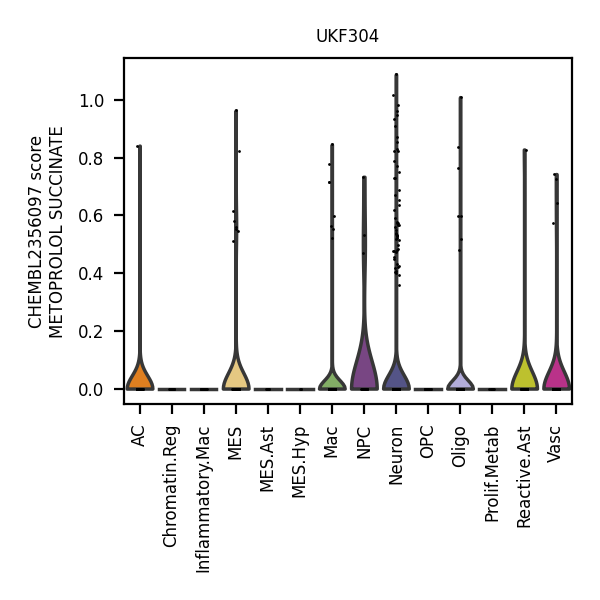 UKF304
CHEMBL2356097 score
METOPROLOL SUCCINATE
1.0
0.8
0.6
0.4
0.2
0.0
AC
Chromatin.Reg
Inflammatory.Mac
MES
MES.Ast
MES.Hyp
Mac
NPC
Neuron
OPC
Oligo
Prolif.Metab
Reactive.Ast
Vasc